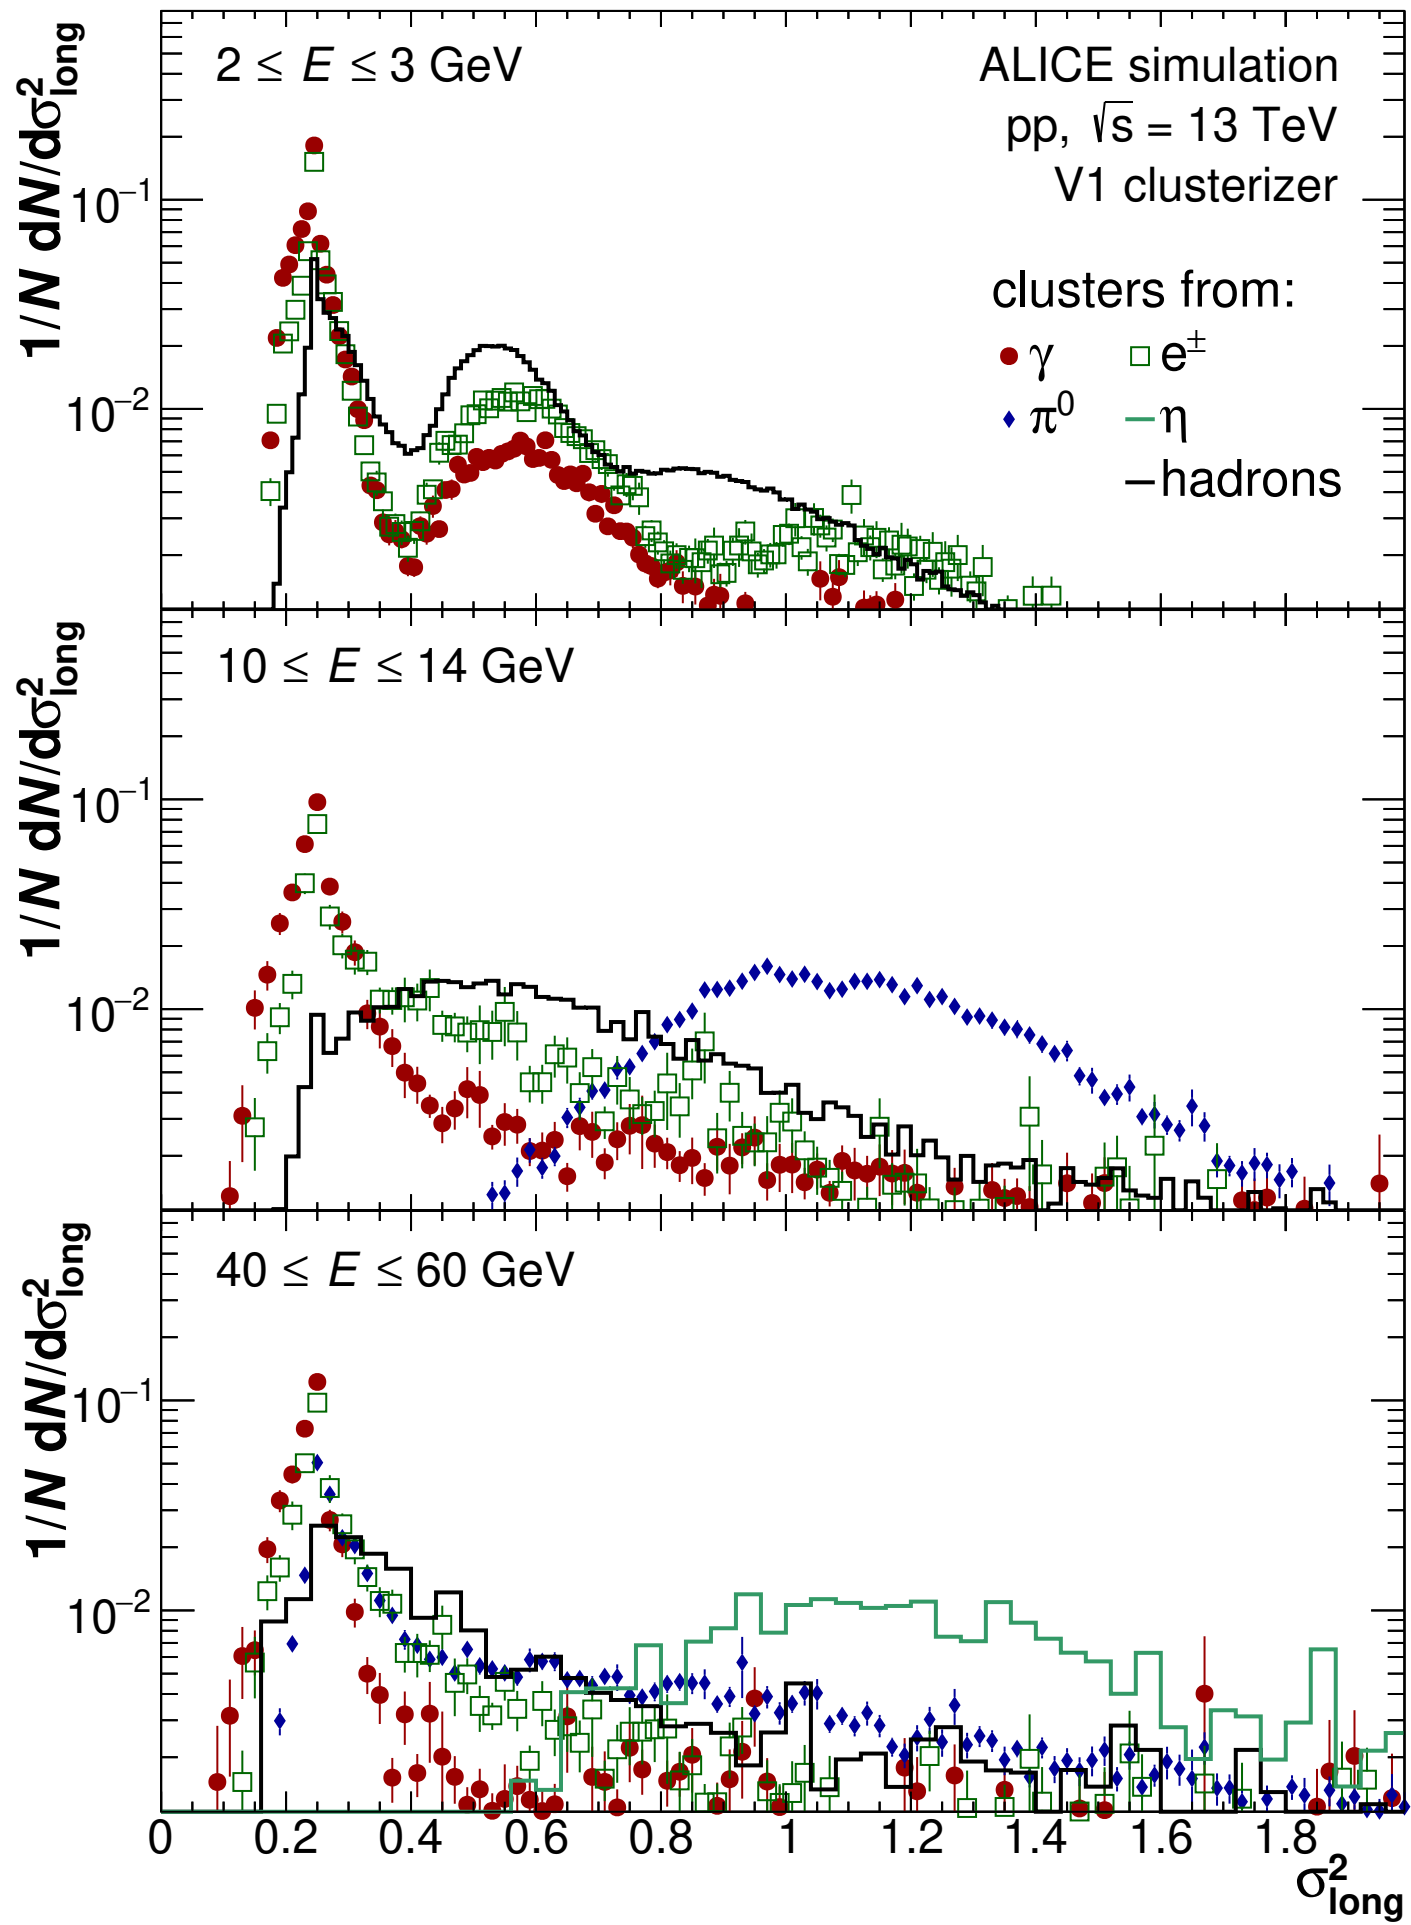 2 ≤ E ≤ 3 GeV
ALICE simulation
pp, √s = 13 TeV
V1 clusterizer
clusters from:
γ
e±
π⁰
η
hadrons
1/N dN/dσ²long
10⁻¹
10⁻²
10 ≤ E ≤ 14 GeV
1/N dN/dσ²long
10⁻¹
10⁻²
40 ≤ E ≤ 60 GeV
1/N dN/dσ²long
10⁻¹
10⁻²
0 0.2 0.4 0.6 0.8 1 1.2 1.4 1.6 1.8
σ²long